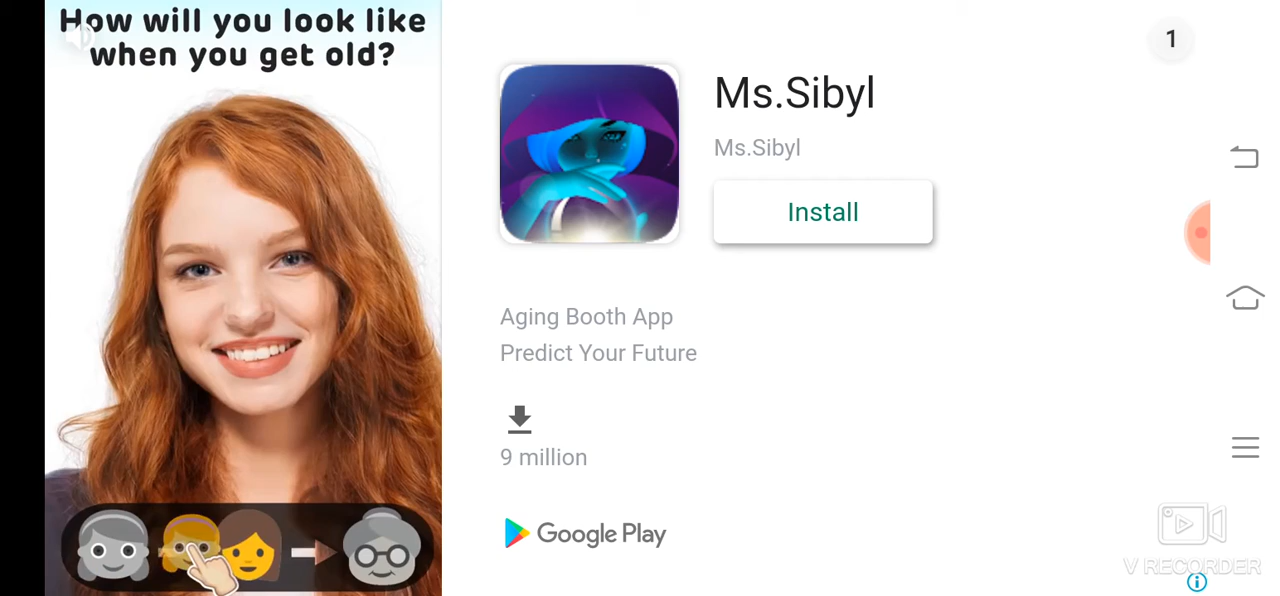 How will you look like
when you get old?
1
Ms.Sibyl
Ms.Sibyl
Install
Aging Booth App
Predict Your Future
9 million
Google Play
V RECORDER